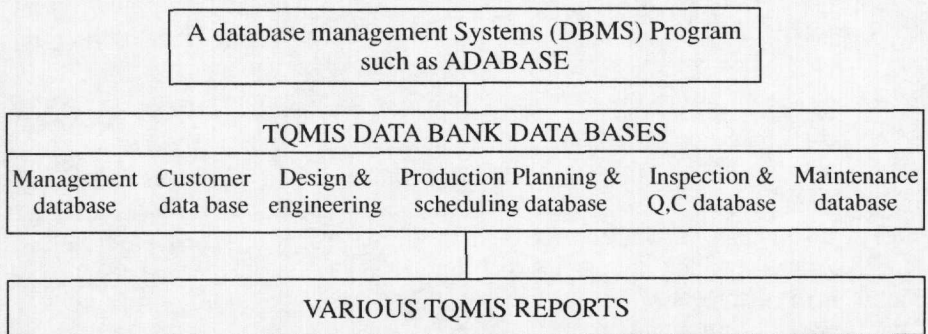 A database management Systems (DBMS) Program
such as ADABASE
TQMIS DATA BANK DATA BASES
Management database
Customer data base
Design & engineering
Production Planning & scheduling database
Inspection & Q,C database
Maintenance database
VARIOUS TQMIS REPORTS